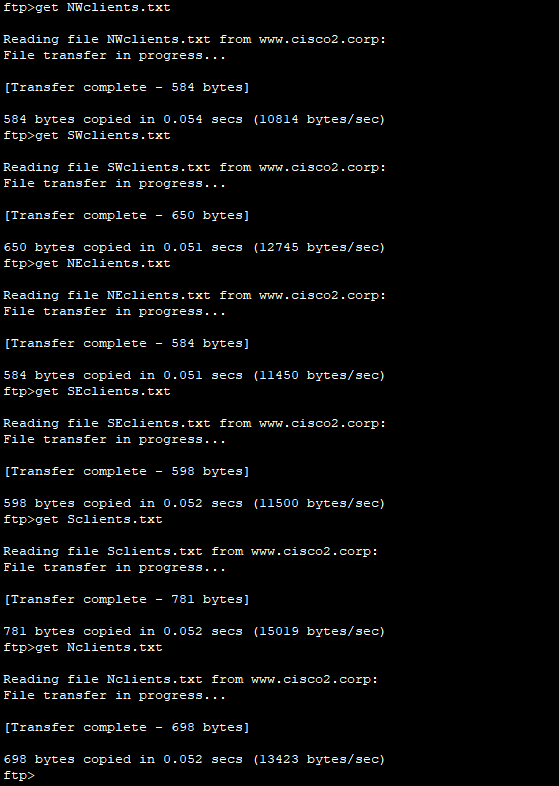 ftp>get NWclients.txt
Reading file NWclients.txt from www.cisco2.corp:
File transfer in progress...
[Transfer complete - 584 bytes]
584 bytes copied in 0.054 secs (10814 bytes/sec)
ftp>get SWclients.txt
Reading file SWclients.txt from www.cisco2.corp:
File transfer in progress...
[Transfer complete - 650 bytes]
650 bytes copied in 0.051 secs (12745 bytes/sec)
ftp>get NEclients.txt
Reading file NEclients.txt from www.cisco2.corp:
File transfer in progress...
[Transfer complete - 584 bytes]
584 bytes copied in 0.051 secs (11450 bytes/sec)
ftp>get SEclients.txt
Reading file SEclients.txt from www.cisco2.corp:
File transfer in progress...
[Transfer complete - 598 bytes]
598 bytes copied in 0.052 secs (11500 bytes/sec)
ftp>get Sclients.txt
Reading file Sclients.txt from www.cisco2.corp:
File transfer in progress...
[Transfer complete - 781 bytes]
781 bytes copied in 0.052 secs (15019 bytes/sec)
ftp>get Nclients.txt
Reading file Nclients.txt from www.cisco2.corp:
File transfer in progress...
[Transfer complete - 698 bytes]
698 bytes copied in 0.052 secs (13423 bytes/sec)
ftp>